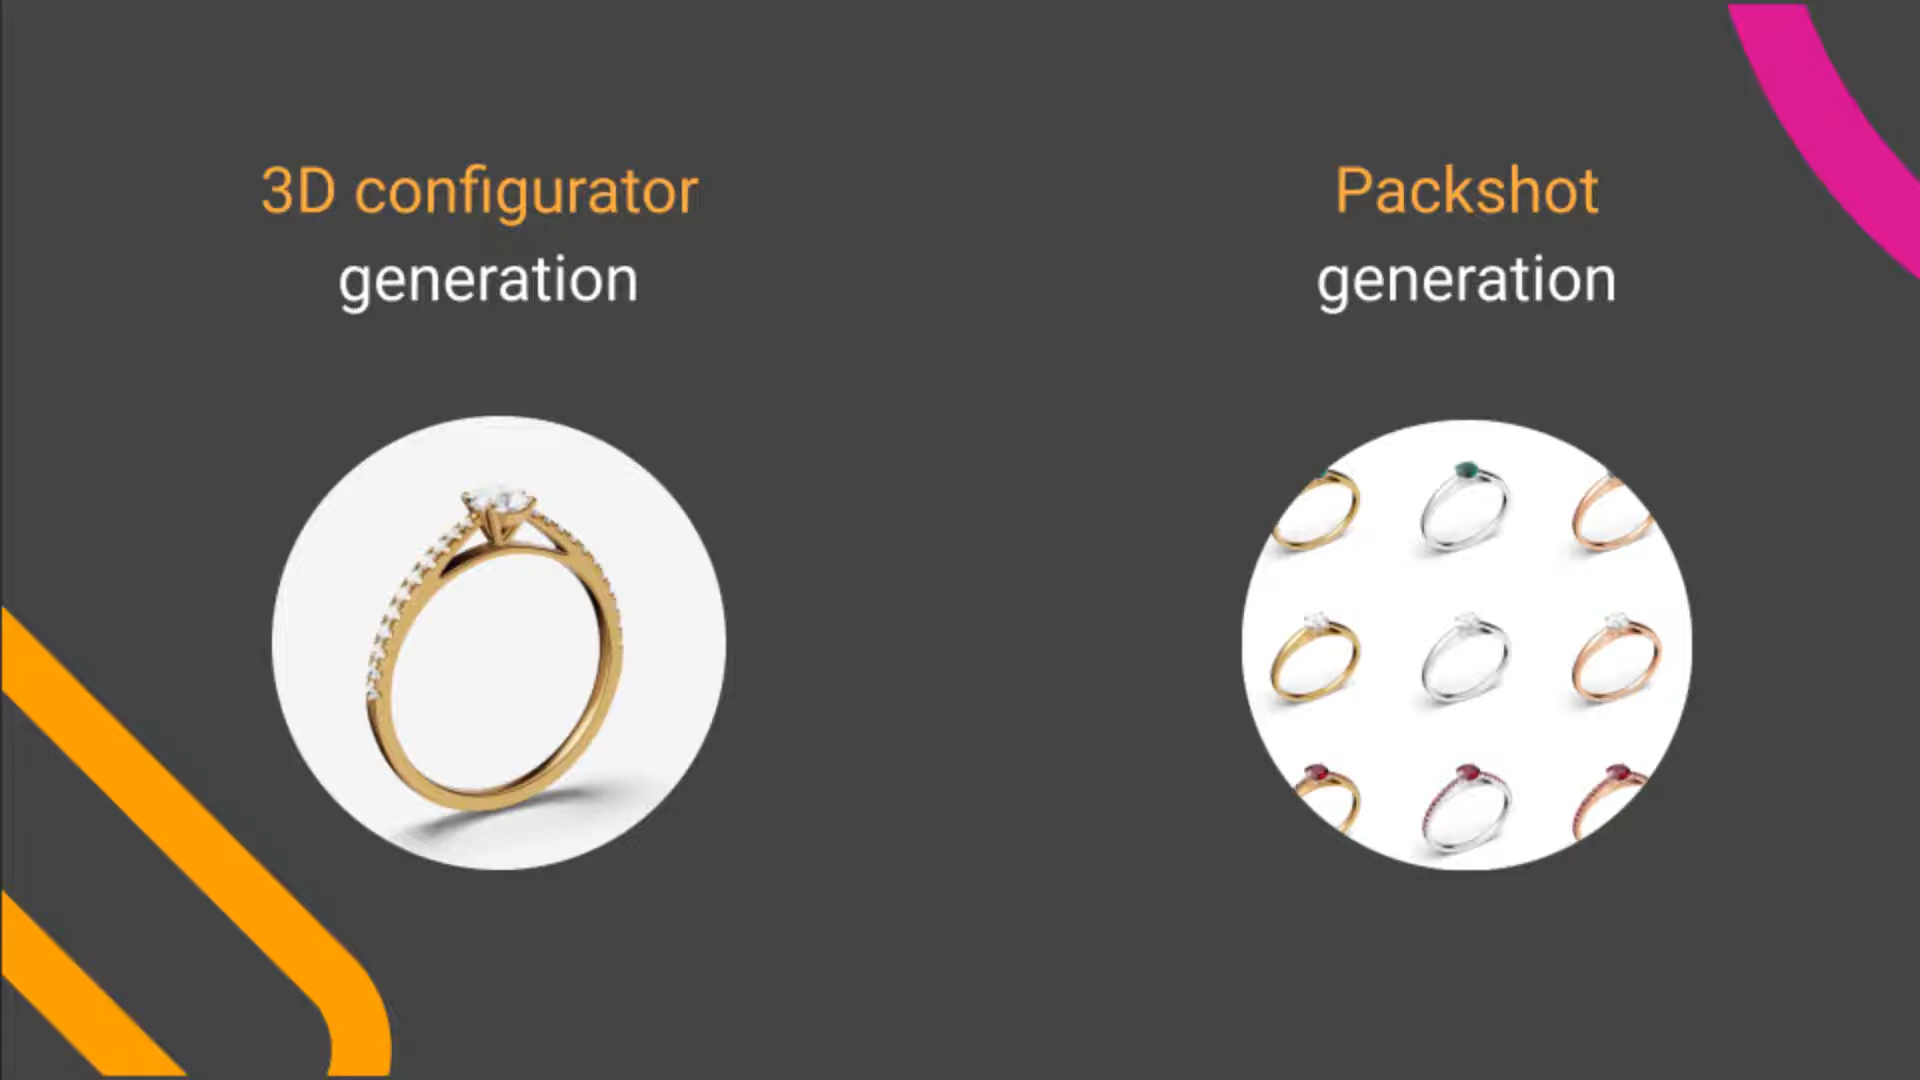 3D configurator
generation
Packshot
generation